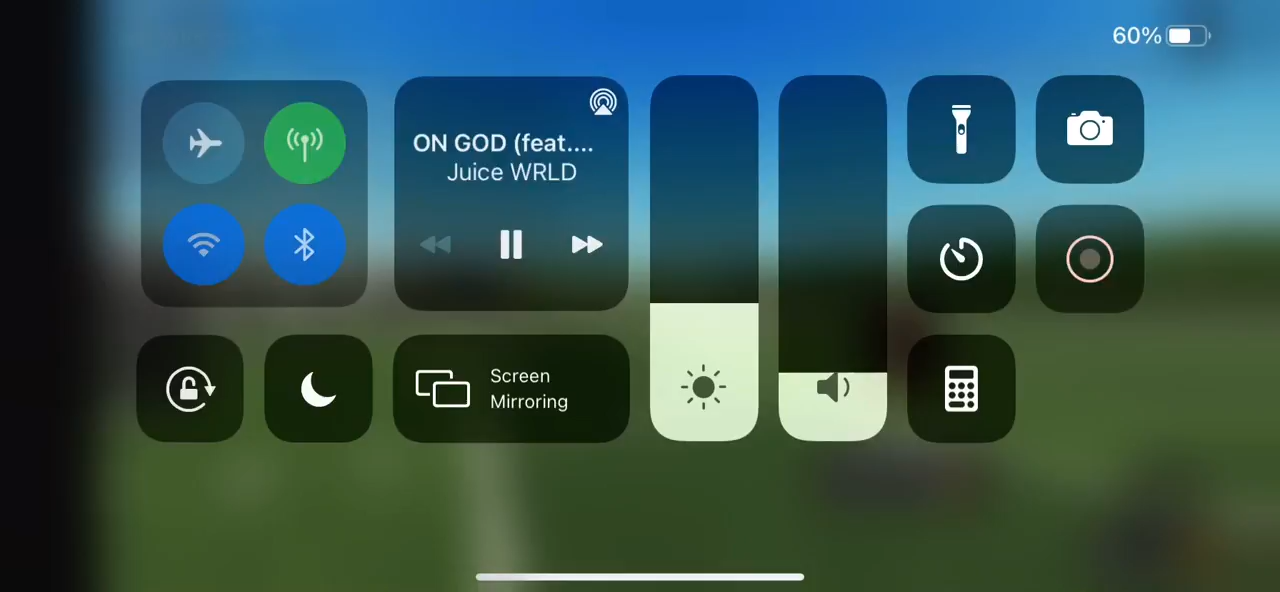 60%
ON GOD (feat....
Juice WRLD
Screen
Mirroring